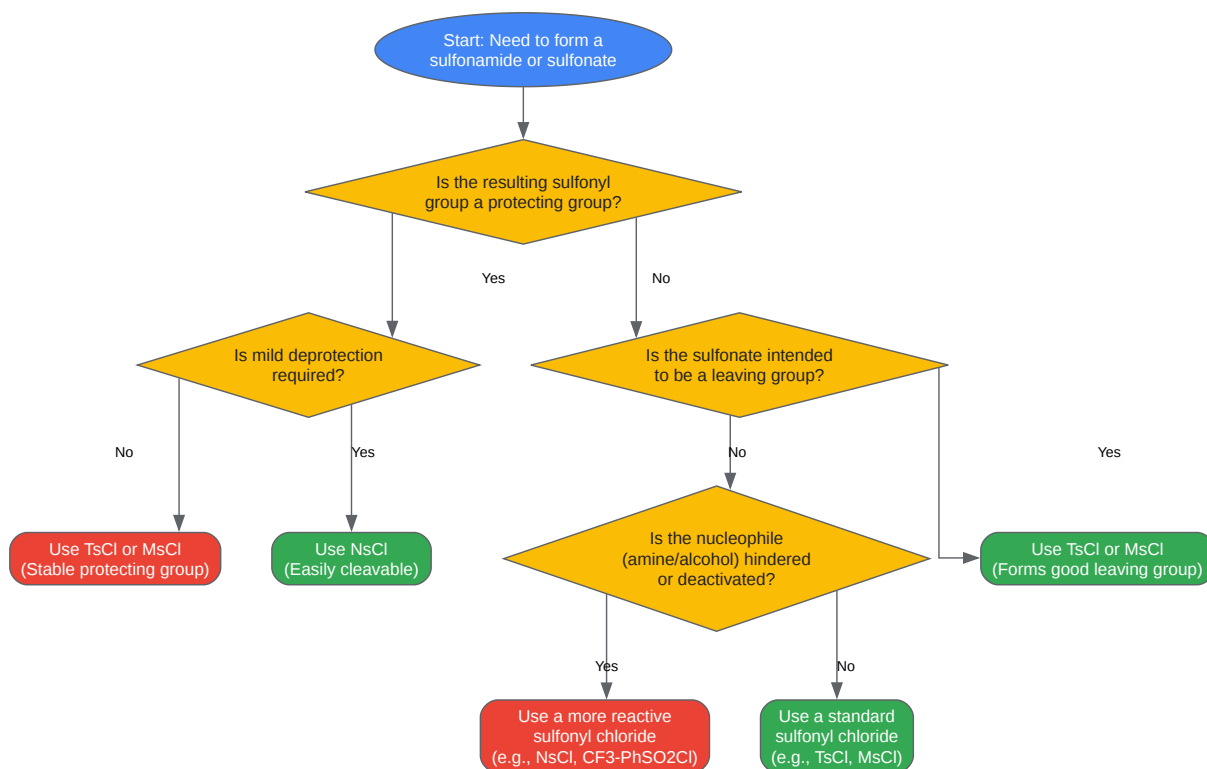 Start: Need to form a
sulfonamide or sulfonate
Is the resulting sulfonyl
group a protecting group?
Yes
No
Is mild deprotection
required?
Is the sulfonate intended
to be a leaving group?
No
Yes
No
Yes
Is the nucleophile
(amine/alcohol) hindered
or deactivated?
Use TsCl or MsCl
(Stable protecting group)
Use NsCl
(Easily cleavable)
Use TsCl or MsCl
(Forms good leaving group)
Yes
No
Use a more reactive
sulfonyl chloride
(e.g., NsCl, CF3-PhSO2Cl)
Use a standard
sulfonyl chloride
(e.g., TsCl, MsCl)